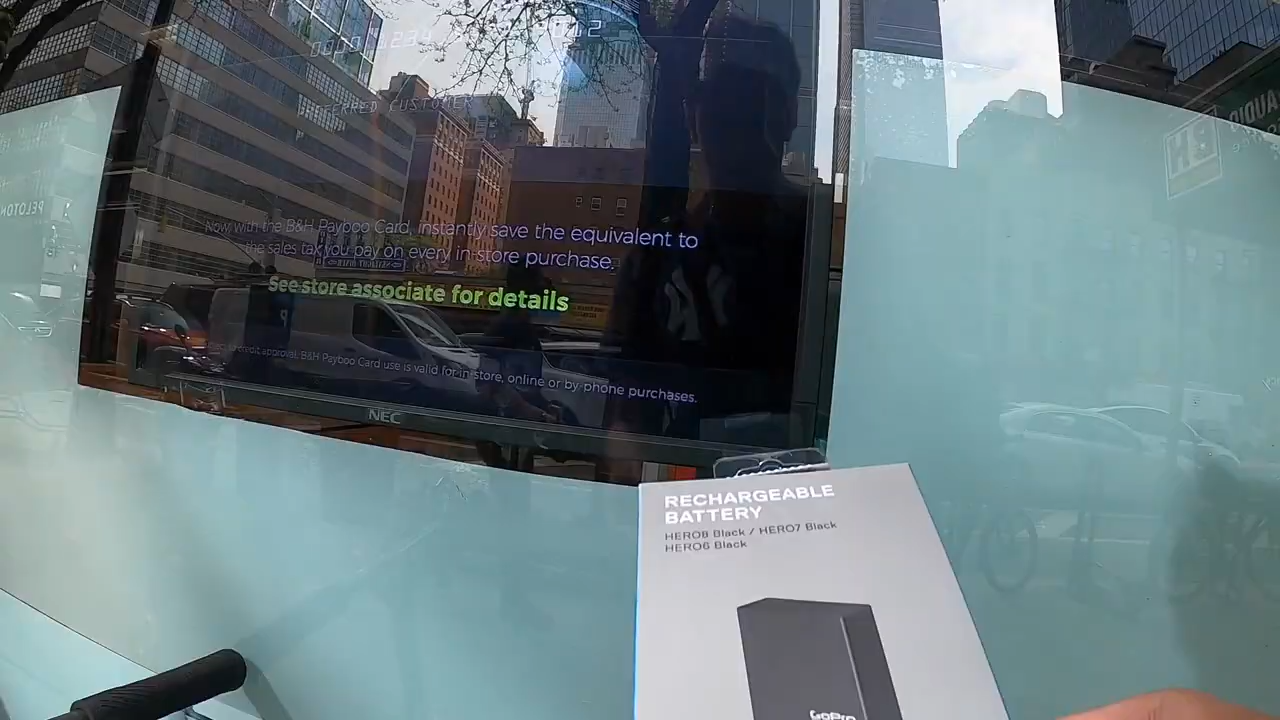 Now with the B&H Payboo Card, instantly save the equivalent to
the sales tax you pay on every in-store purchase.
See store associate for details
credit approval. B&H Payboo Card use is valid for in-store, online or by phone purchases.
NEC
PELOTON
RECHARGEABLE
BATTERY
HERO8 Black / HERO7 Black
HERO6 Black
GoPro